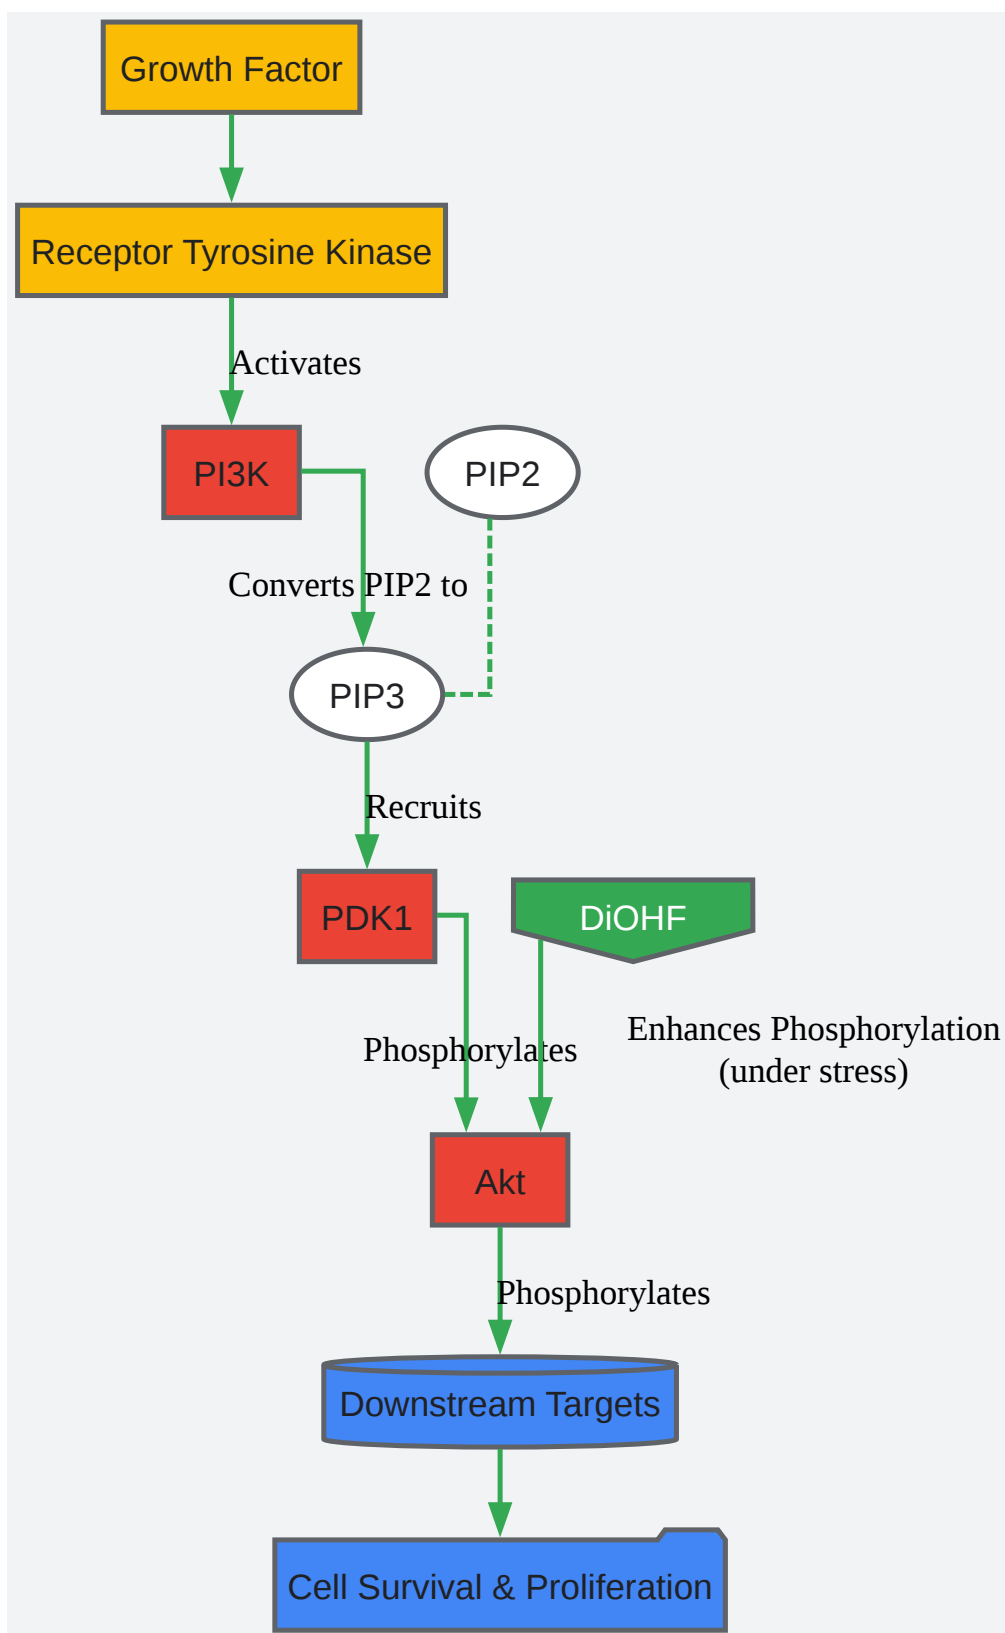 Growth Factor
Receptor Tyrosine Kinase
Activates
PI3K
PIP2
Converts PIP2 to
PIP3
Recruits
PDK1
DiOHF
Phosphorylates
Enhances Phosphorylation
(under stress)
Akt
Phosphorylates
Downstream Targets
Cell Survival & Proliferation